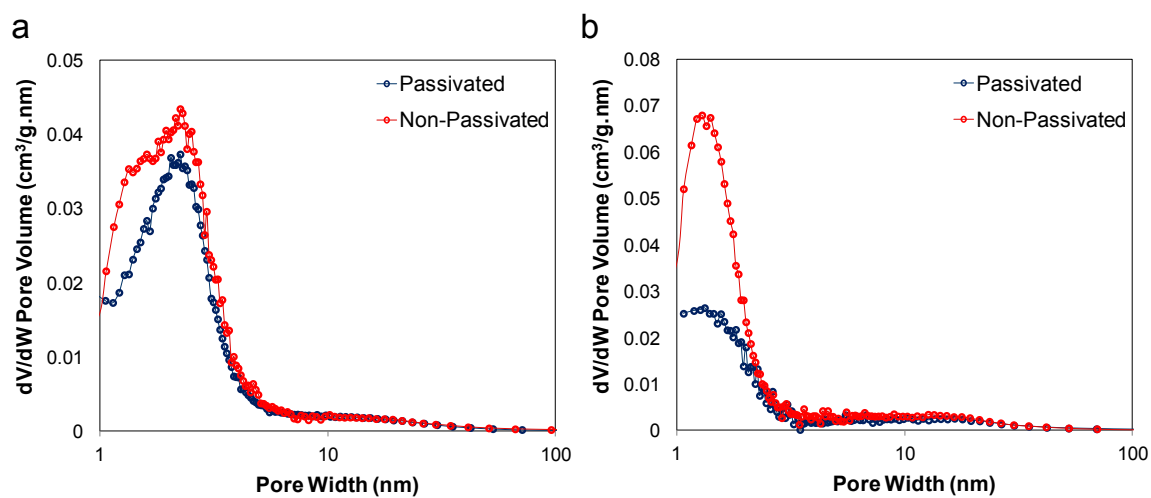 a
0.05
0.04
0.03
0.02
0.01
0
1
10
100
dV/dW Pore Volume (cm³/g.nm)
Pore Width (nm)
Passivated
Non-Passivated
b
0.08
0.07
0.06
0.05
0.04
0.03
0.02
0.01
0
1
10
100
dV/dW Pore Volume (cm³/g.nm)
Pore Width (nm)
Passivated
Non-Passivated